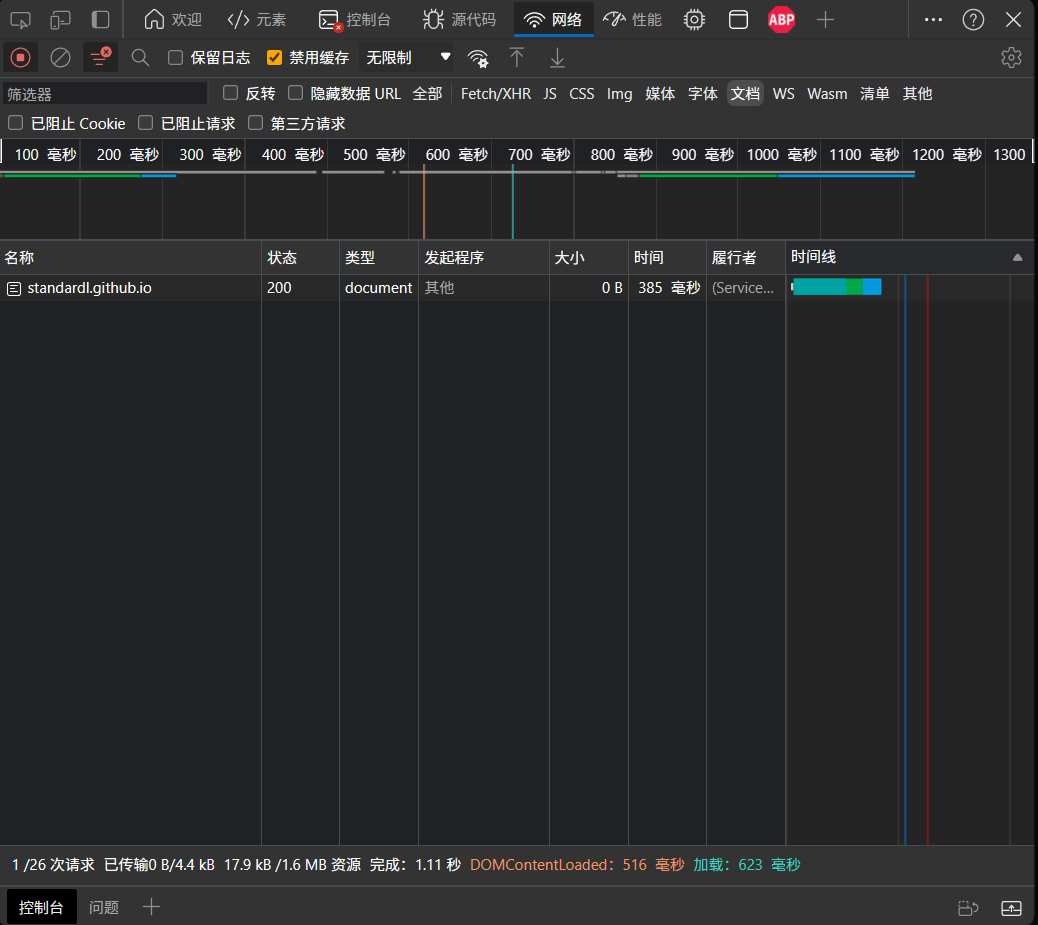 欢迎 元素 控制台 源代码 网络 性能 ABP
保留日志 禁用缓存 无限制
筛选器 反转 隐藏数据 URL 全部 Fetch/XHR JS CSS Img 媒体 字体 文档 WS Wasm 清单 其他
已阻止 Cookie 已阻止请求 第三方请求
100 毫秒 200 毫秒 300 毫秒 400 毫秒 500 毫秒 600 毫秒 700 毫秒 800 毫秒 900 毫秒 1000 毫秒 1100 毫秒 1200 毫秒 1300
名称 状态 类型 发起程序 大小 时间 履行者 时间线
standardl.github.io 200 document 其他 0 B 385 毫秒 (Service...
1 /26 次请求 已传输0 B/4.4 kB 17.9 kB /1.6 MB 资源 完成：1.11 秒 DOMContentLoaded：516 毫秒 加载：623 毫秒
控制台 问题